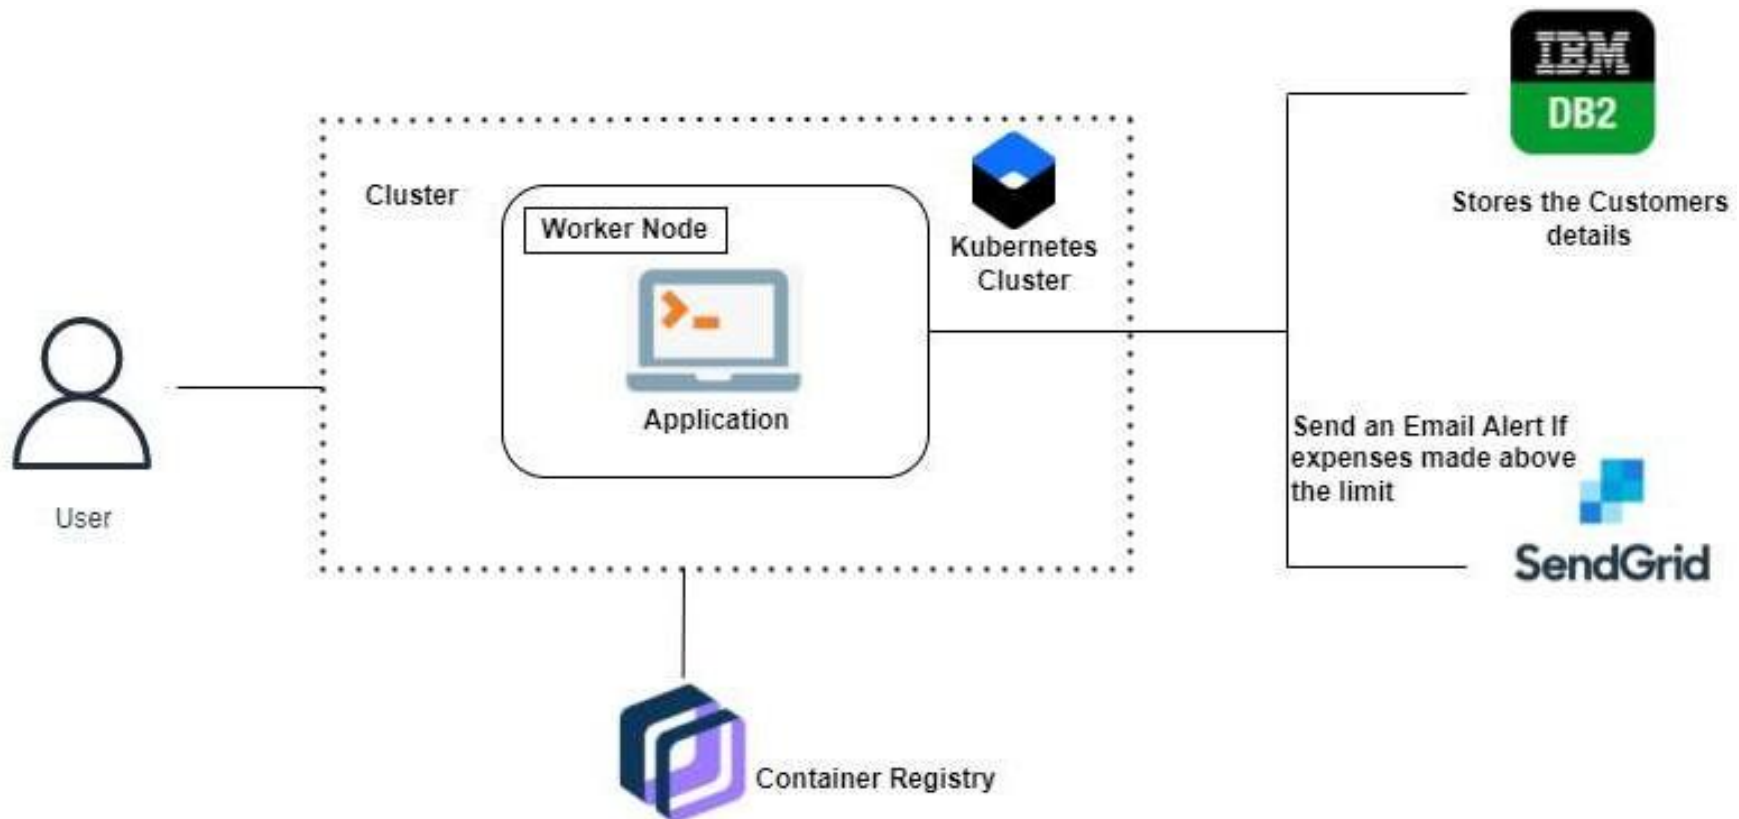 IBM
DB2
Stores the Customers
details
Cluster
Worker Node
Kubernetes
Cluster
Application
User
Send an Email Alert If
expenses made above
the limit
SendGrid
Container Registry